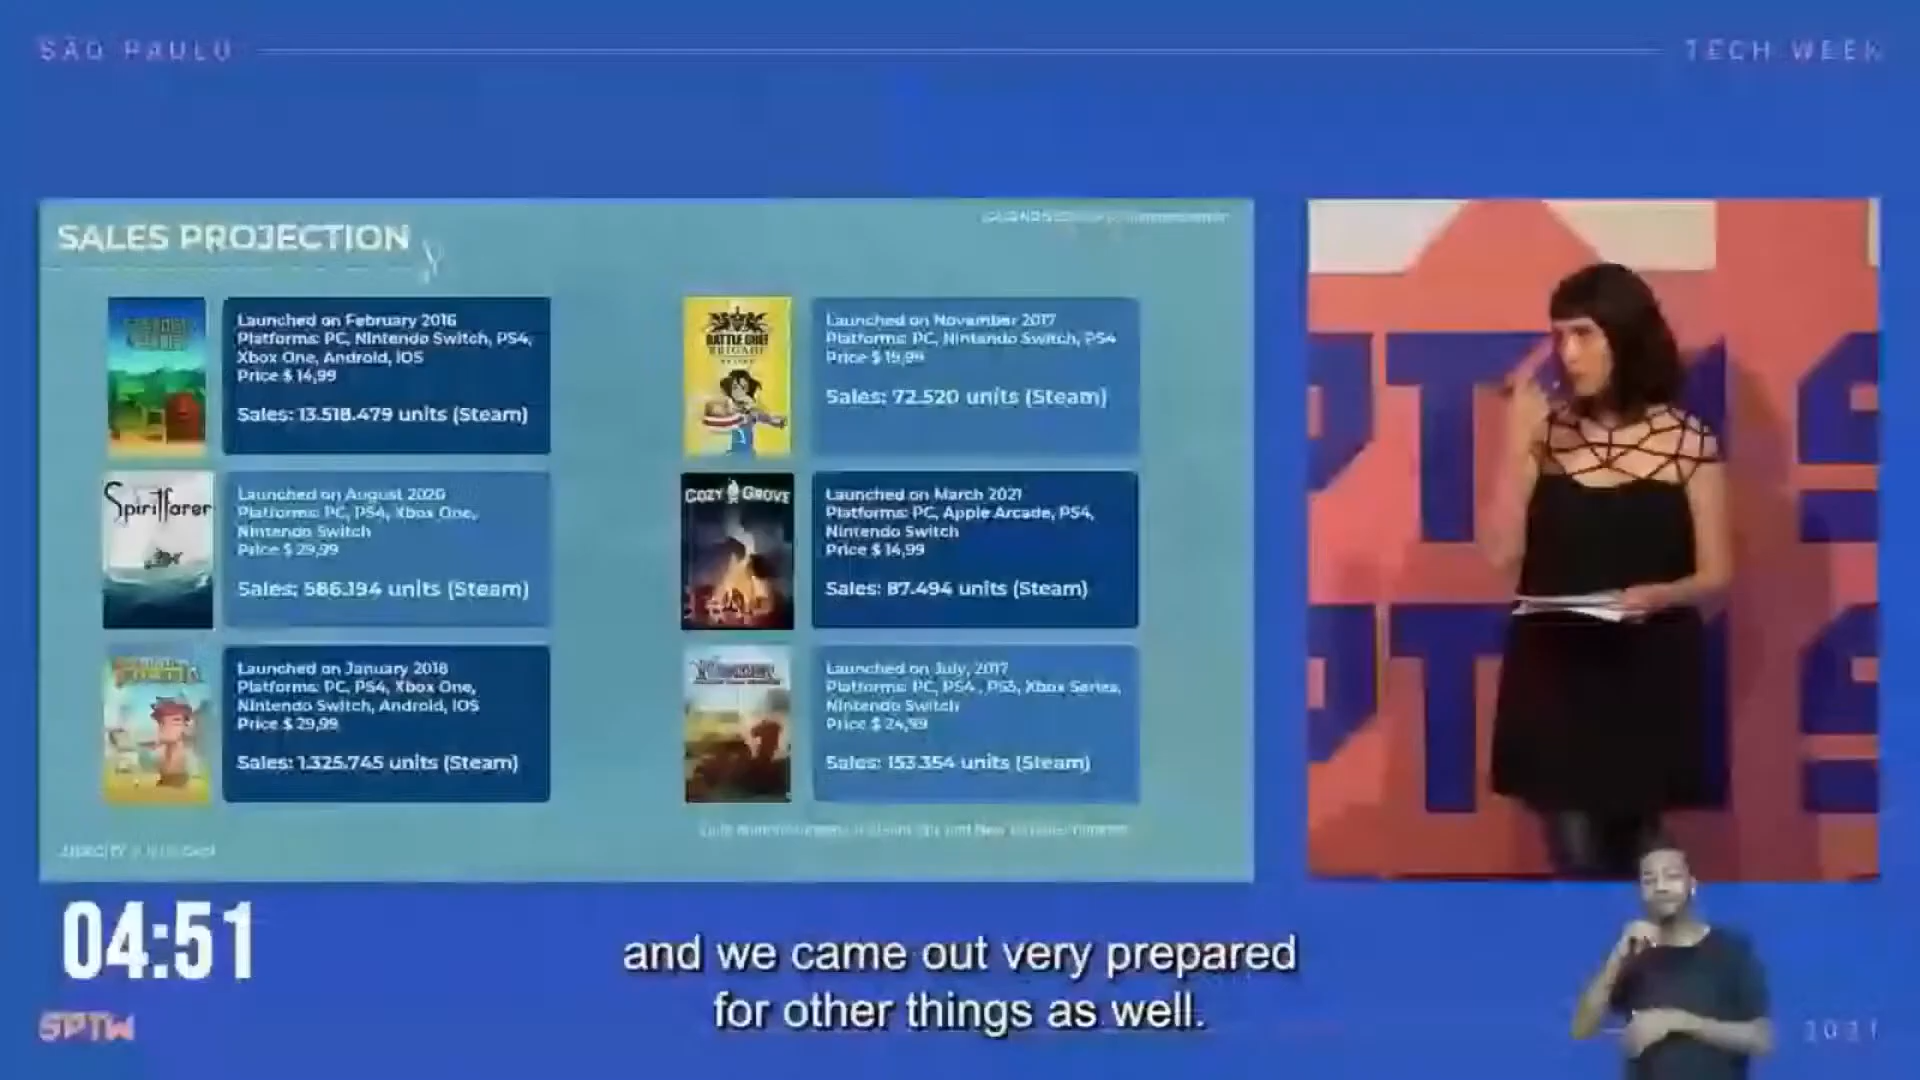 SÃO PAULO
TECH WEEK
SALES PROJECTION
Launched on February 2016
Platforms: PC, Nintendo Switch, PS4,
Xbox One, Android, iOS
Price $ 14,99
Sales: 13.518.479 units (Steam)
BATTLE CHEF
BRIGADE
Launched on November 2017
Platforms: PC, Nintendo Switch, PS4
Price $ 19,99
Sales: 72.520 units (Steam)
Spiritfarer
Launched on August 2020
Platforms: PC, PS4, Xbox One,
Nintendo Switch
Price $ 29,99
Sales: 586.194 units (Steam)
COZY GROVE
Launched on March 2021
Platforms: PC, Apple Arcade, PS4,
Nintendo Switch
Price $ 14,99
Sales: 87.494 units (Steam)
Launched on January 2018
Platforms: PC, PS4, Xbox One,
Nintendo Switch, Android, iOS
Price $ 29,99
Sales: 1.325.745 units (Steam)
Launched on July, 2017
Platforms: PC, PS4, PS5, Xbox Series,
Nintendo Switch
Price $ 24,99
Sales: 153.354 units (Steam)
04:51
and we came out very prepared
for other things as well.
SPTW
2021